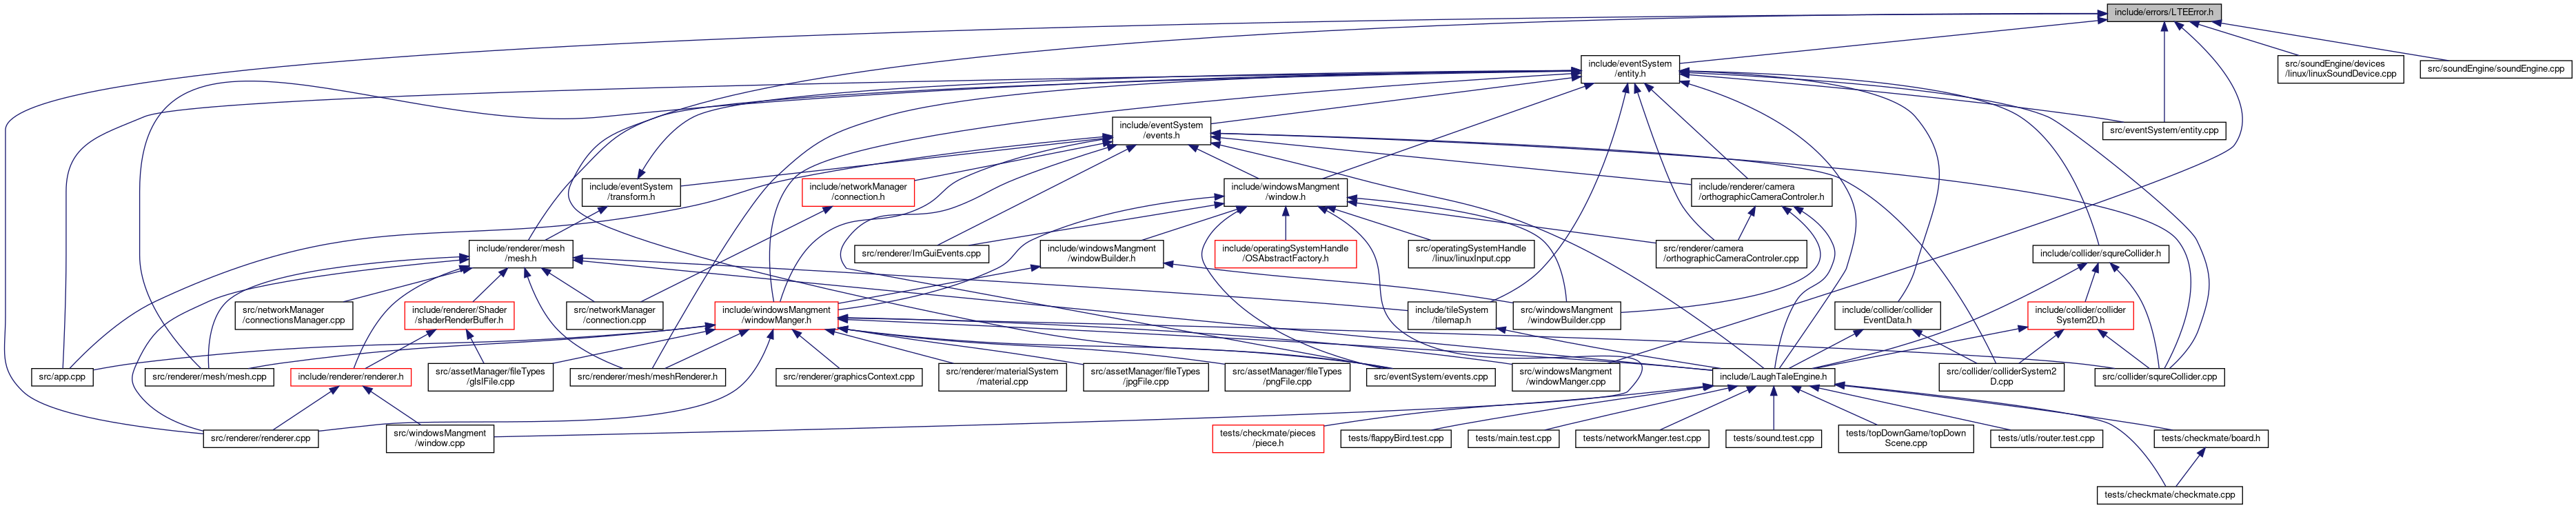 include/errors/LTEError.h
include/eventSystem
/entity.h
src/soundEngine/devices
/linux/linuxSoundDevice.cpp
src/soundEngine/soundEngine.cpp
include/eventSystem
/events.h
src/eventSystem/entity.cpp
include/eventSystem
/transform.h
include/networkManager
/connection.h
include/windowsMangment
/window.h
include/renderer/camera
/orthographicCameraControler.h
include/renderer/mesh
/mesh.h
src/renderer/ImGuiEvents.cpp
include/windowsMangment
/windowBuilder.h
include/operatingSystemHandle
/OSAbstractFactory.h
src/operatingSystemHandle
/linux/linuxInput.cpp
src/renderer/camera
/orthographicCameraControler.cpp
include/collider/squreCollider.h
src/networkManager
/connectionsManager.cpp
include/renderer/Shader
/shaderRenderBuffer.h
src/networkManager
/connection.cpp
include/windowsMangment
/windowManger.h
include/tileSystem
/tilemap.h
src/windowsMangment
/windowBuilder.cpp
include/collider/collider
EventData.h
include/collider/collider
System2D.h
src/app.cpp
src/renderer/mesh/mesh.cpp
include/renderer/renderer.h
src/assetManager/fileTypes
/glslFile.cpp
src/renderer/mesh/meshRenderer.h
src/renderer/graphicsContext.cpp
src/renderer/materialSystem
/material.cpp
src/assetManager/fileTypes
/jpgFile.cpp
src/assetManager/fileTypes
/pngFile.cpp
src/eventSystem/events.cpp
src/windowsMangment
/windowManger.cpp
include/LaughTaleEngine.h
src/collider/colliderSystem2
D.cpp
src/collider/squreCollider.cpp
src/renderer/renderer.cpp
src/windowsMangment
/window.cpp
tests/checkmate/pieces
/piece.h
tests/flappyBird.test.cpp
tests/main.test.cpp
tests/networkManger.test.cpp
tests/sound.test.cpp
tests/topDownGame/topDown
Scene.cpp
tests/utls/router.test.cpp
tests/checkmate/board.h
tests/checkmate/checkmate.cpp